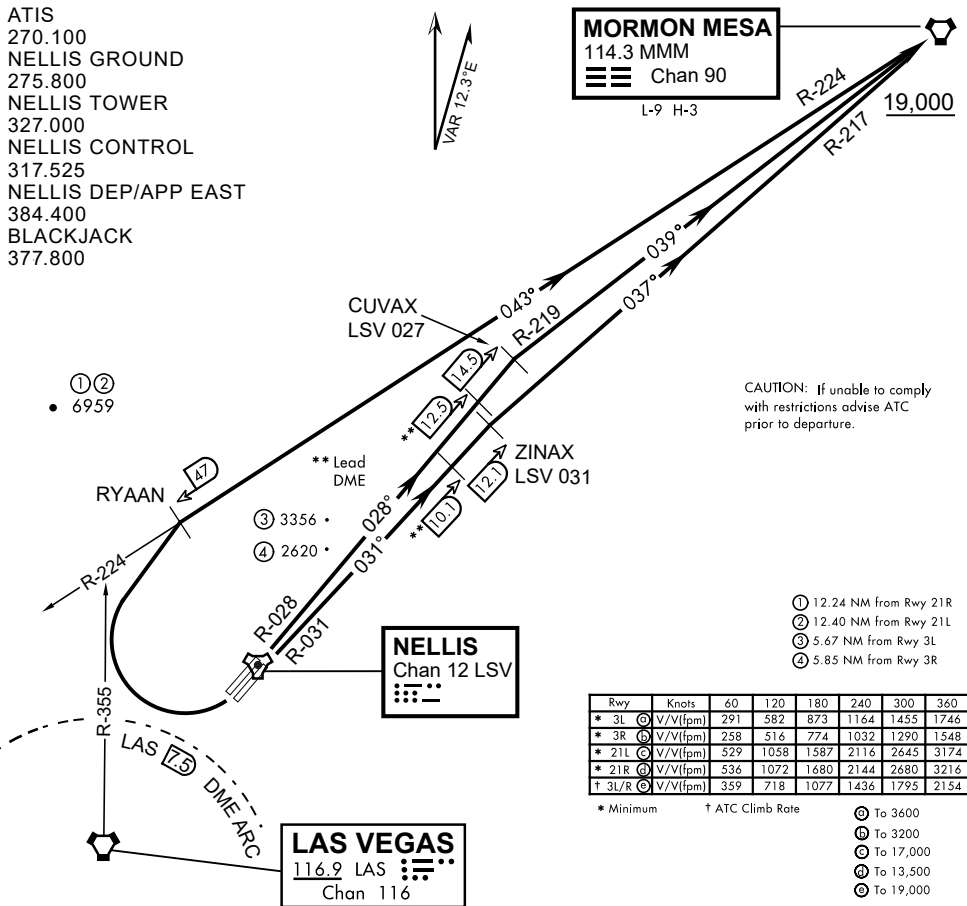 ATIS
270.100
NELLIS GROUND
275.800
NELLIS TOWER
327.000
NELLIS CONTROL
317.525
NELLIS DEP/APP EAST
384.400
BLACKJACK
377.800
VAR 12.3°E
MORMON MESA
114.3 MMM
Chan 90
L-9 H-3
R-224
19,000
R-217
039°
037°
043°
R-219
CUVAX
LSV 027
14.5
** 12.5
① ②
• 6959
CAUTION: If unable to comply
with restrictions advise ATC
prior to departure.
** Lead
DME
ZINAX
LSV 031
12.1
** 10.1
47
RYAAN
③ 3356 •
④ 2620 •
028°
031°
R-224
R-028
R-031
NELLIS
Chan 12 LSV
① 12.24 NM from Rwy 21R
② 12.40 NM from Rwy 21L
③ 5.67 NM from Rwy 3L
④ 5.85 NM from Rwy 3R
R-355
LAS 7.5 DME ARC
Rwy Knots 60 120 180 240 300 360
* 3L ⓐ V/V(fpm) 291 582 873 1164 1455 1746
* 3R ⓑ V/V(fpm) 258 516 774 1032 1290 1548
* 21L ⓒ V/V(fpm) 529 1058 1587 2116 2645 3174
* 21R ⓓ V/V(fpm) 536 1072 1680 2144 2680 3216
† 3L/R ⓔ V/V(fpm) 359 718 1077 1436 1795 2154
* Minimum † ATC Climb Rate
ⓐ To 3600
ⓑ To 3200
ⓒ To 17,000
ⓓ To 13,500
ⓔ To 19,000
LAS VEGAS
116.9 LAS
Chan 116